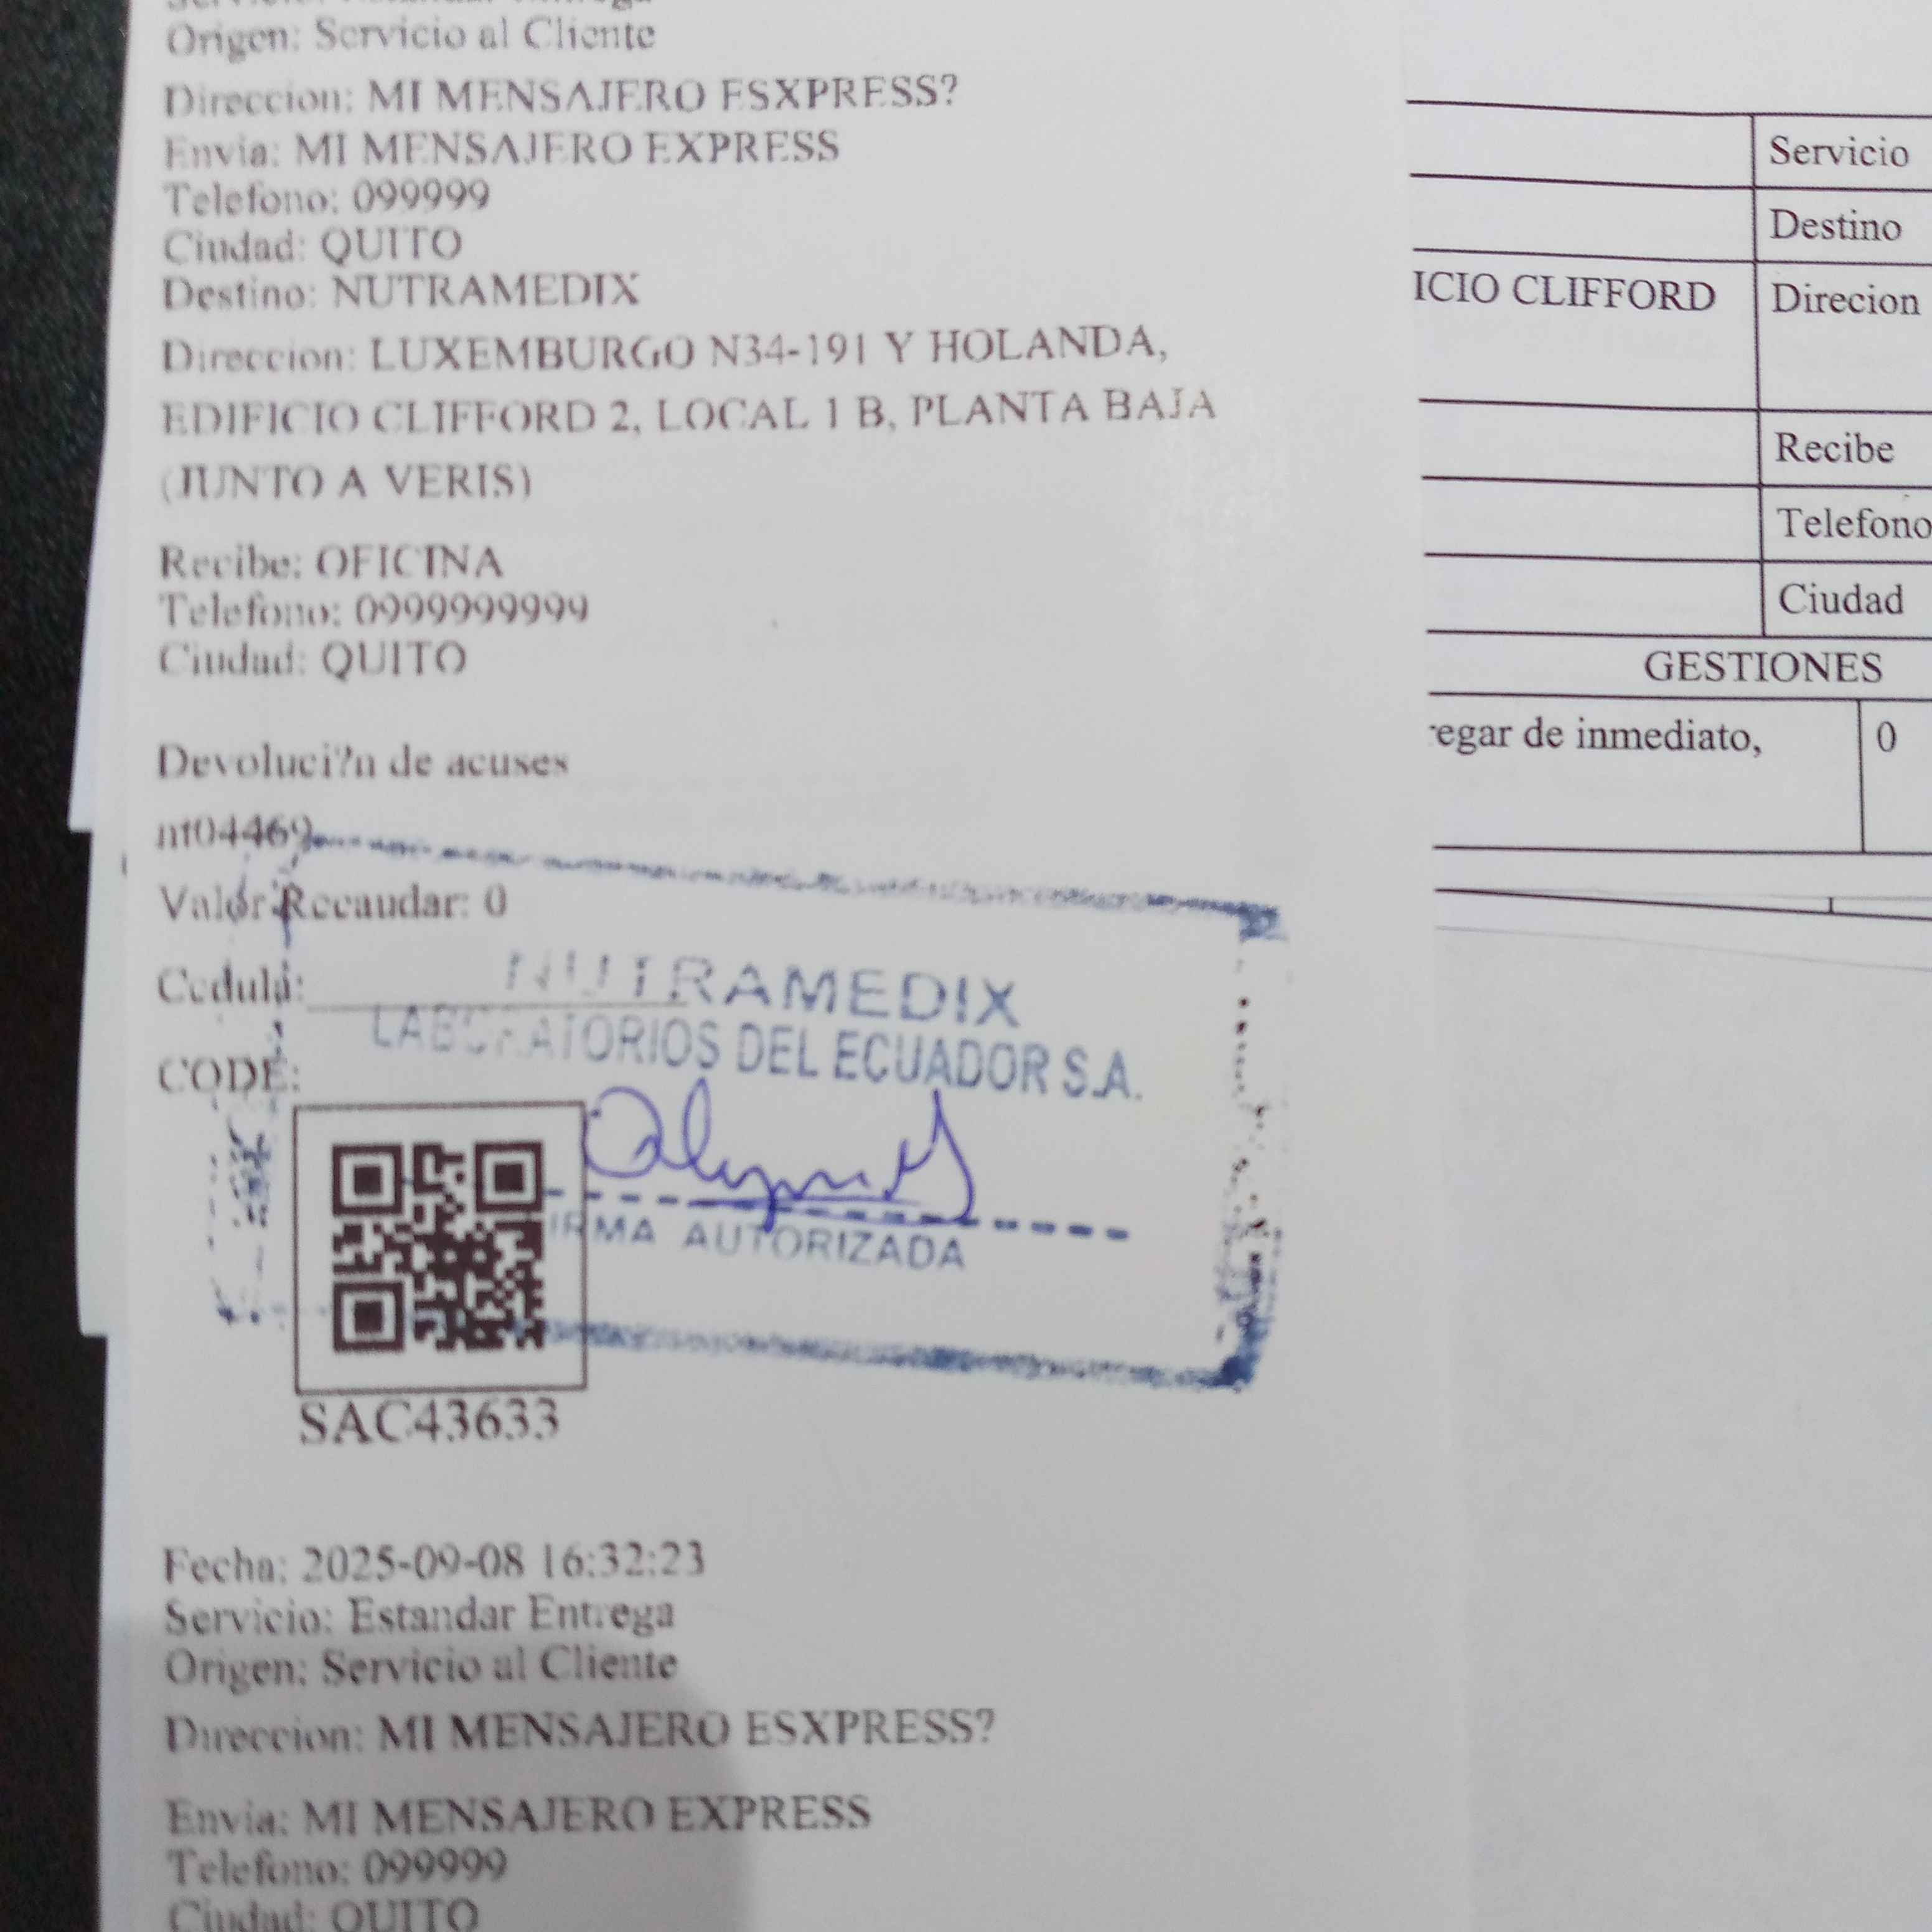 Origen: Servicio al Cliente
Direccion: MI MENSAJERO ESXPRESS?
Envia: MI MENSAJERO EXPRESS
Telefono: 099999
Ciudad: QUITO
Destino: NUTRAMEDIX
Direccion: LUXEMBURGO N34-191 Y HOLANDA,
EDIFICIO CLIFFORD 2, LOCAL 1 B, PLANTA BAJA
(JUNTO A VERIS)
Recibe: OFICINA
Telefono: 0999999999
Ciudad: QUITO
Devoluci?n de acuses
nt04469
Valor Recaudar: 0
Cedula:
NUTRAMEDIX
LABORATORIOS DEL ECUADOR S.A.
CODE:
FIRMA AUTORIZADA
SAC43633
Fecha: 2025-09-08 16:32:23
Servicio: Estandar Entrega
Origen: Servicio al Cliente
Direccion: MI MENSAJERO ESXPRESS?
Envia: MI MENSAJERO EXPRESS
Telefono: 099999
Ciudad: QUITO
Servicio
Destino
ICIO CLIFFORD
Direcion
Recibe
Telefono
Ciudad
GESTIONES
regar de inmediato,
0